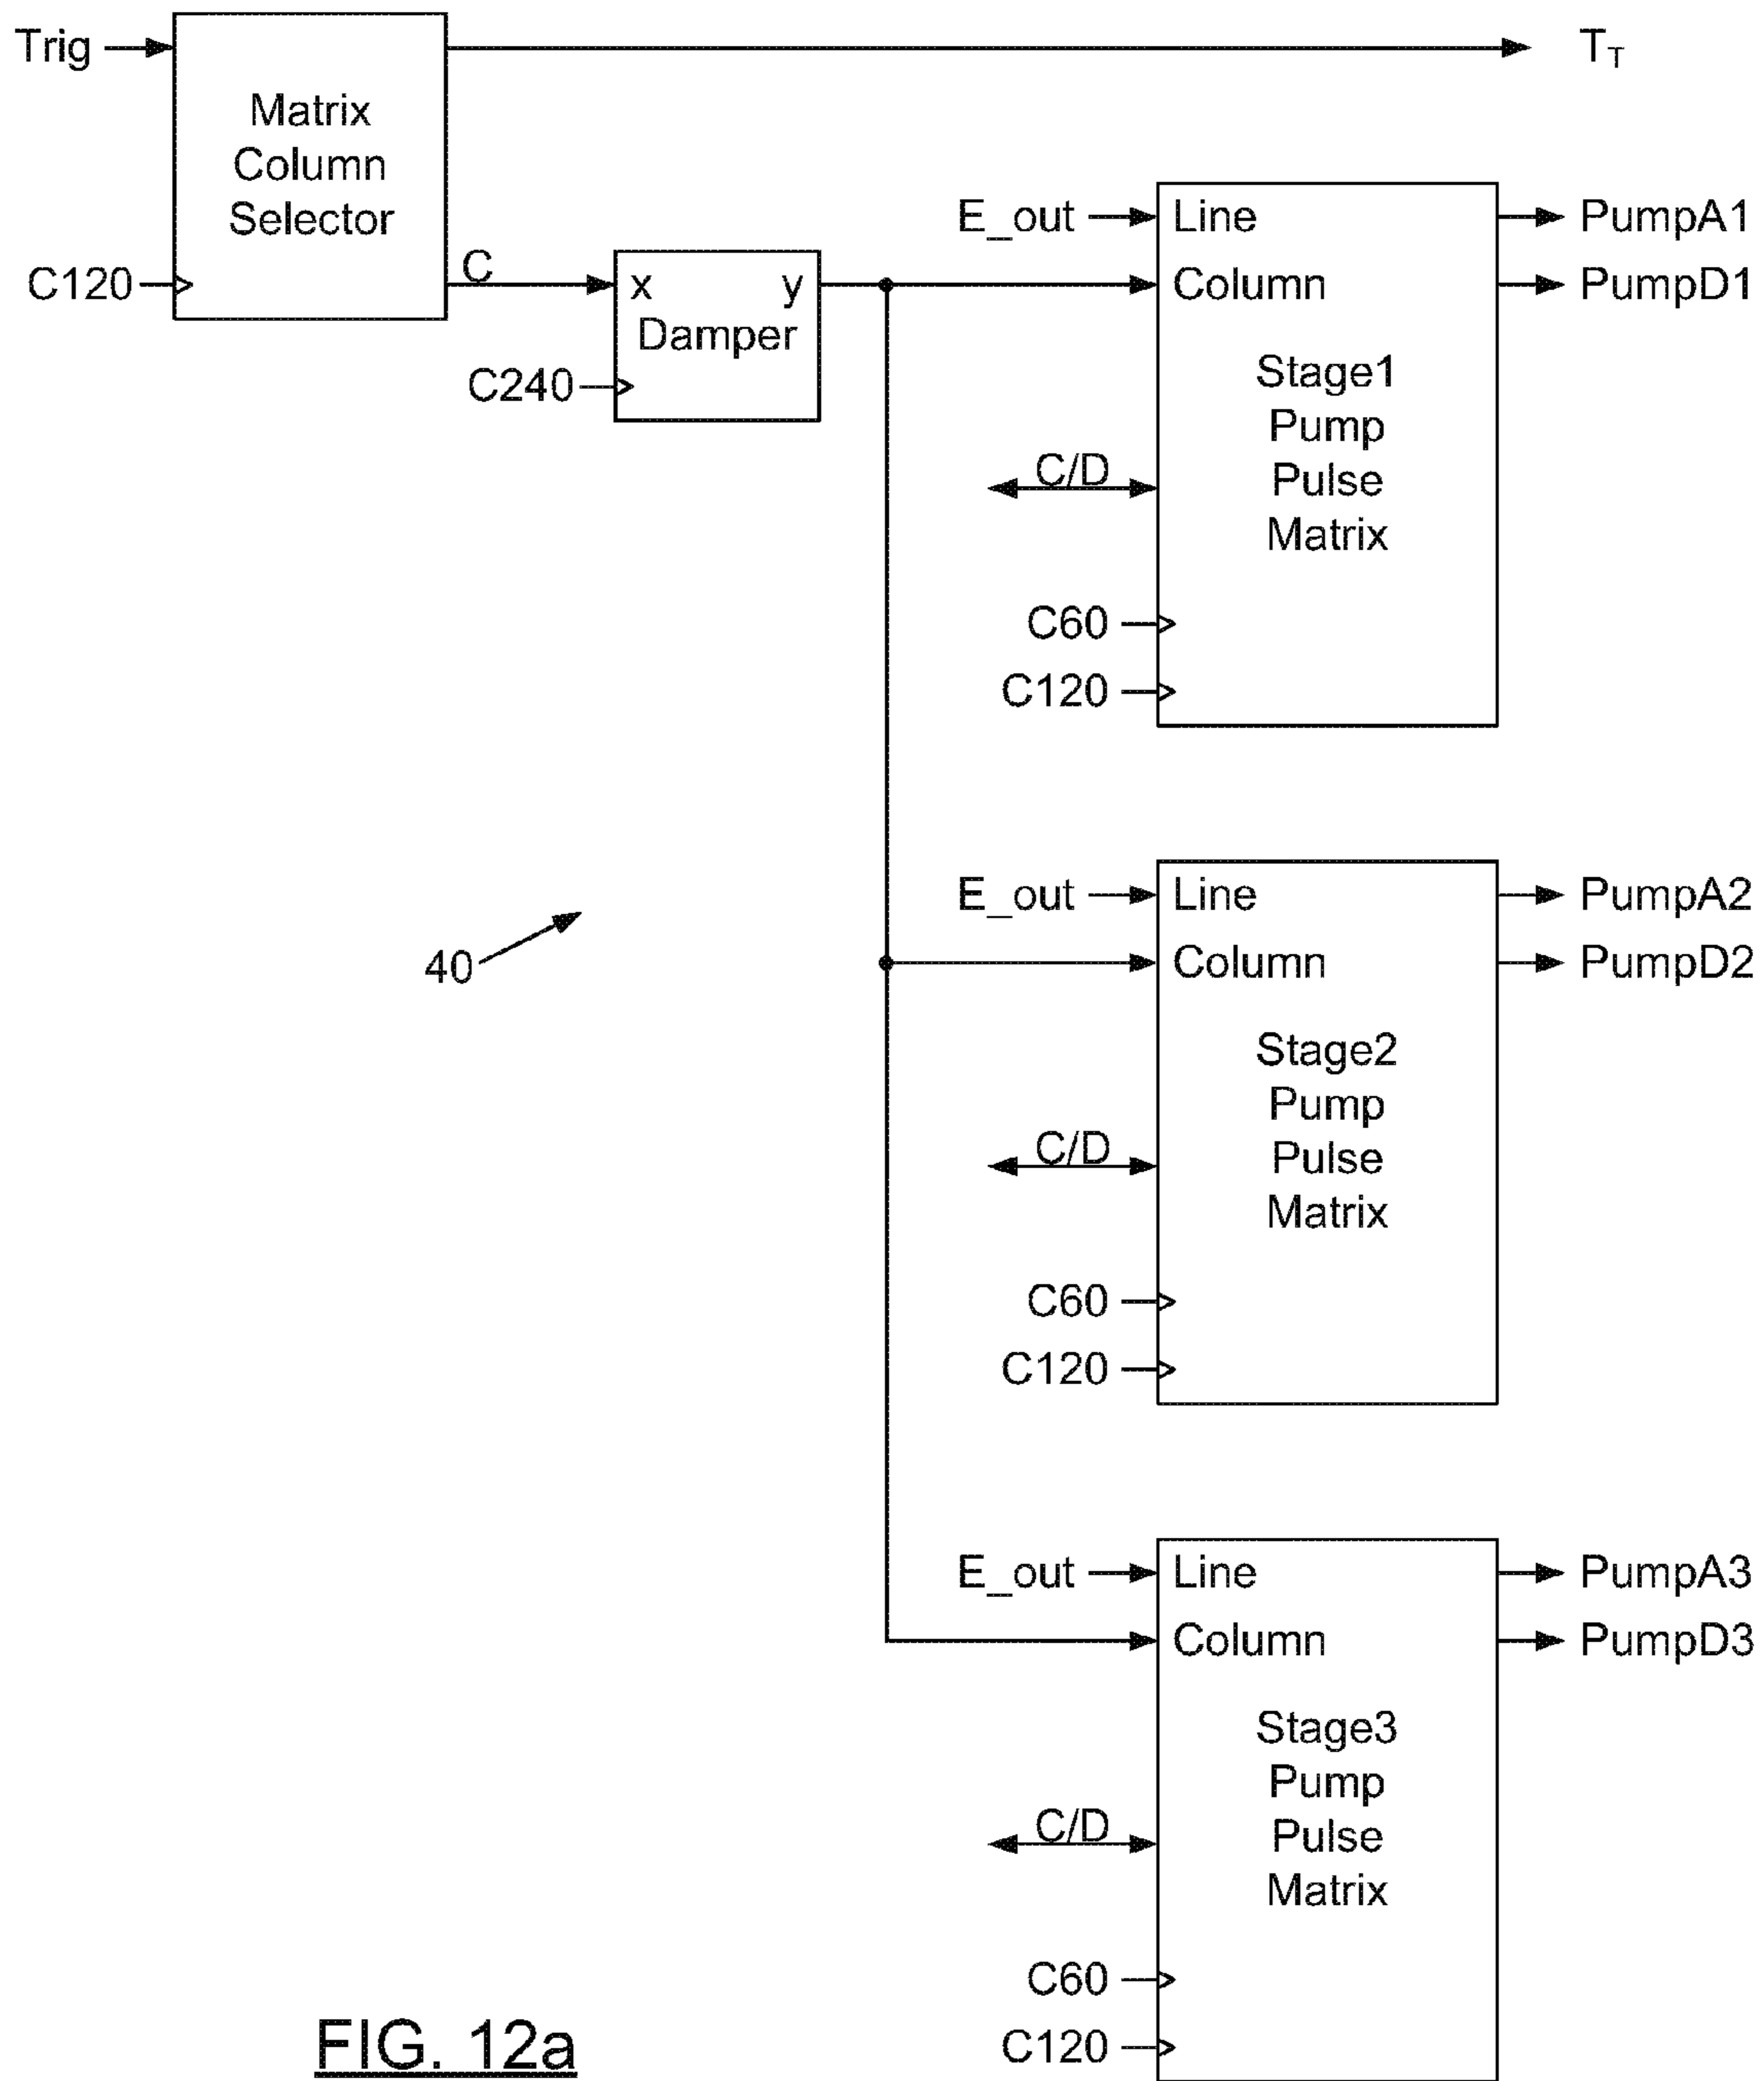 Trig
T_T
Matrix
Column
Selector
C120
C
x y
Damper
C240
E_out
Line
PumpA1
Column
PumpD1
Stage1
Pump
Pulse
Matrix
C/D
C60
C120
40
E_out
Line
PumpA2
Column
PumpD2
Stage2
Pump
Pulse
Matrix
C/D
C60
C120
E_out
Line
PumpA3
Column
PumpD3
Stage3
Pump
Pulse
Matrix
C/D
C60
C120
FIG. 12a